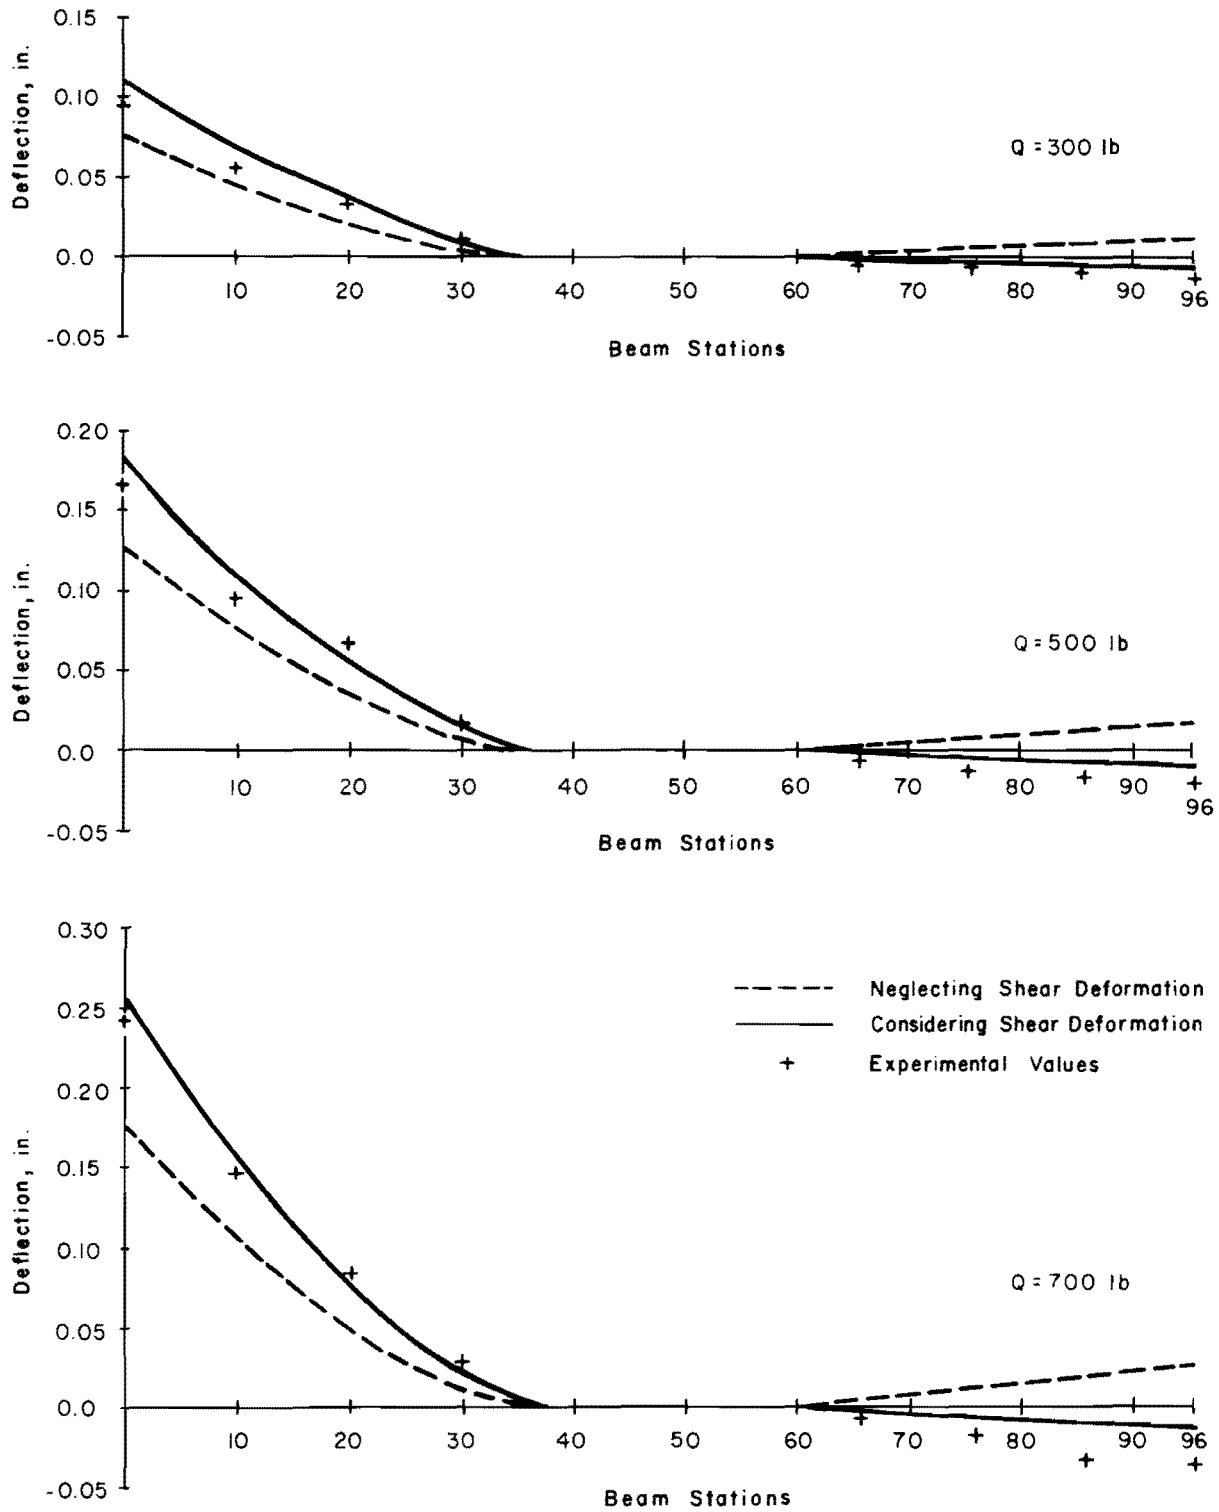 0.15
0.10
0.05
0.0
-0.05
Deflection, in.
Q = 300 lb
10 20 30 40 50 60 70 80 90 96
Beam Stations
0.20
0.15
0.10
0.05
0.0
-0.05
Deflection, in.
Q = 500 lb
10 20 30 40 50 60 70 80 90 96
Beam Stations
0.30
0.25
0.20
0.15
0.10
0.05
0.0
-0.05
Deflection, in.
Neglecting Shear Deformation
Considering Shear Deformation
Experimental Values
Q = 700 lb
10 20 30 40 50 60 70 80 90 96
Beam Stations